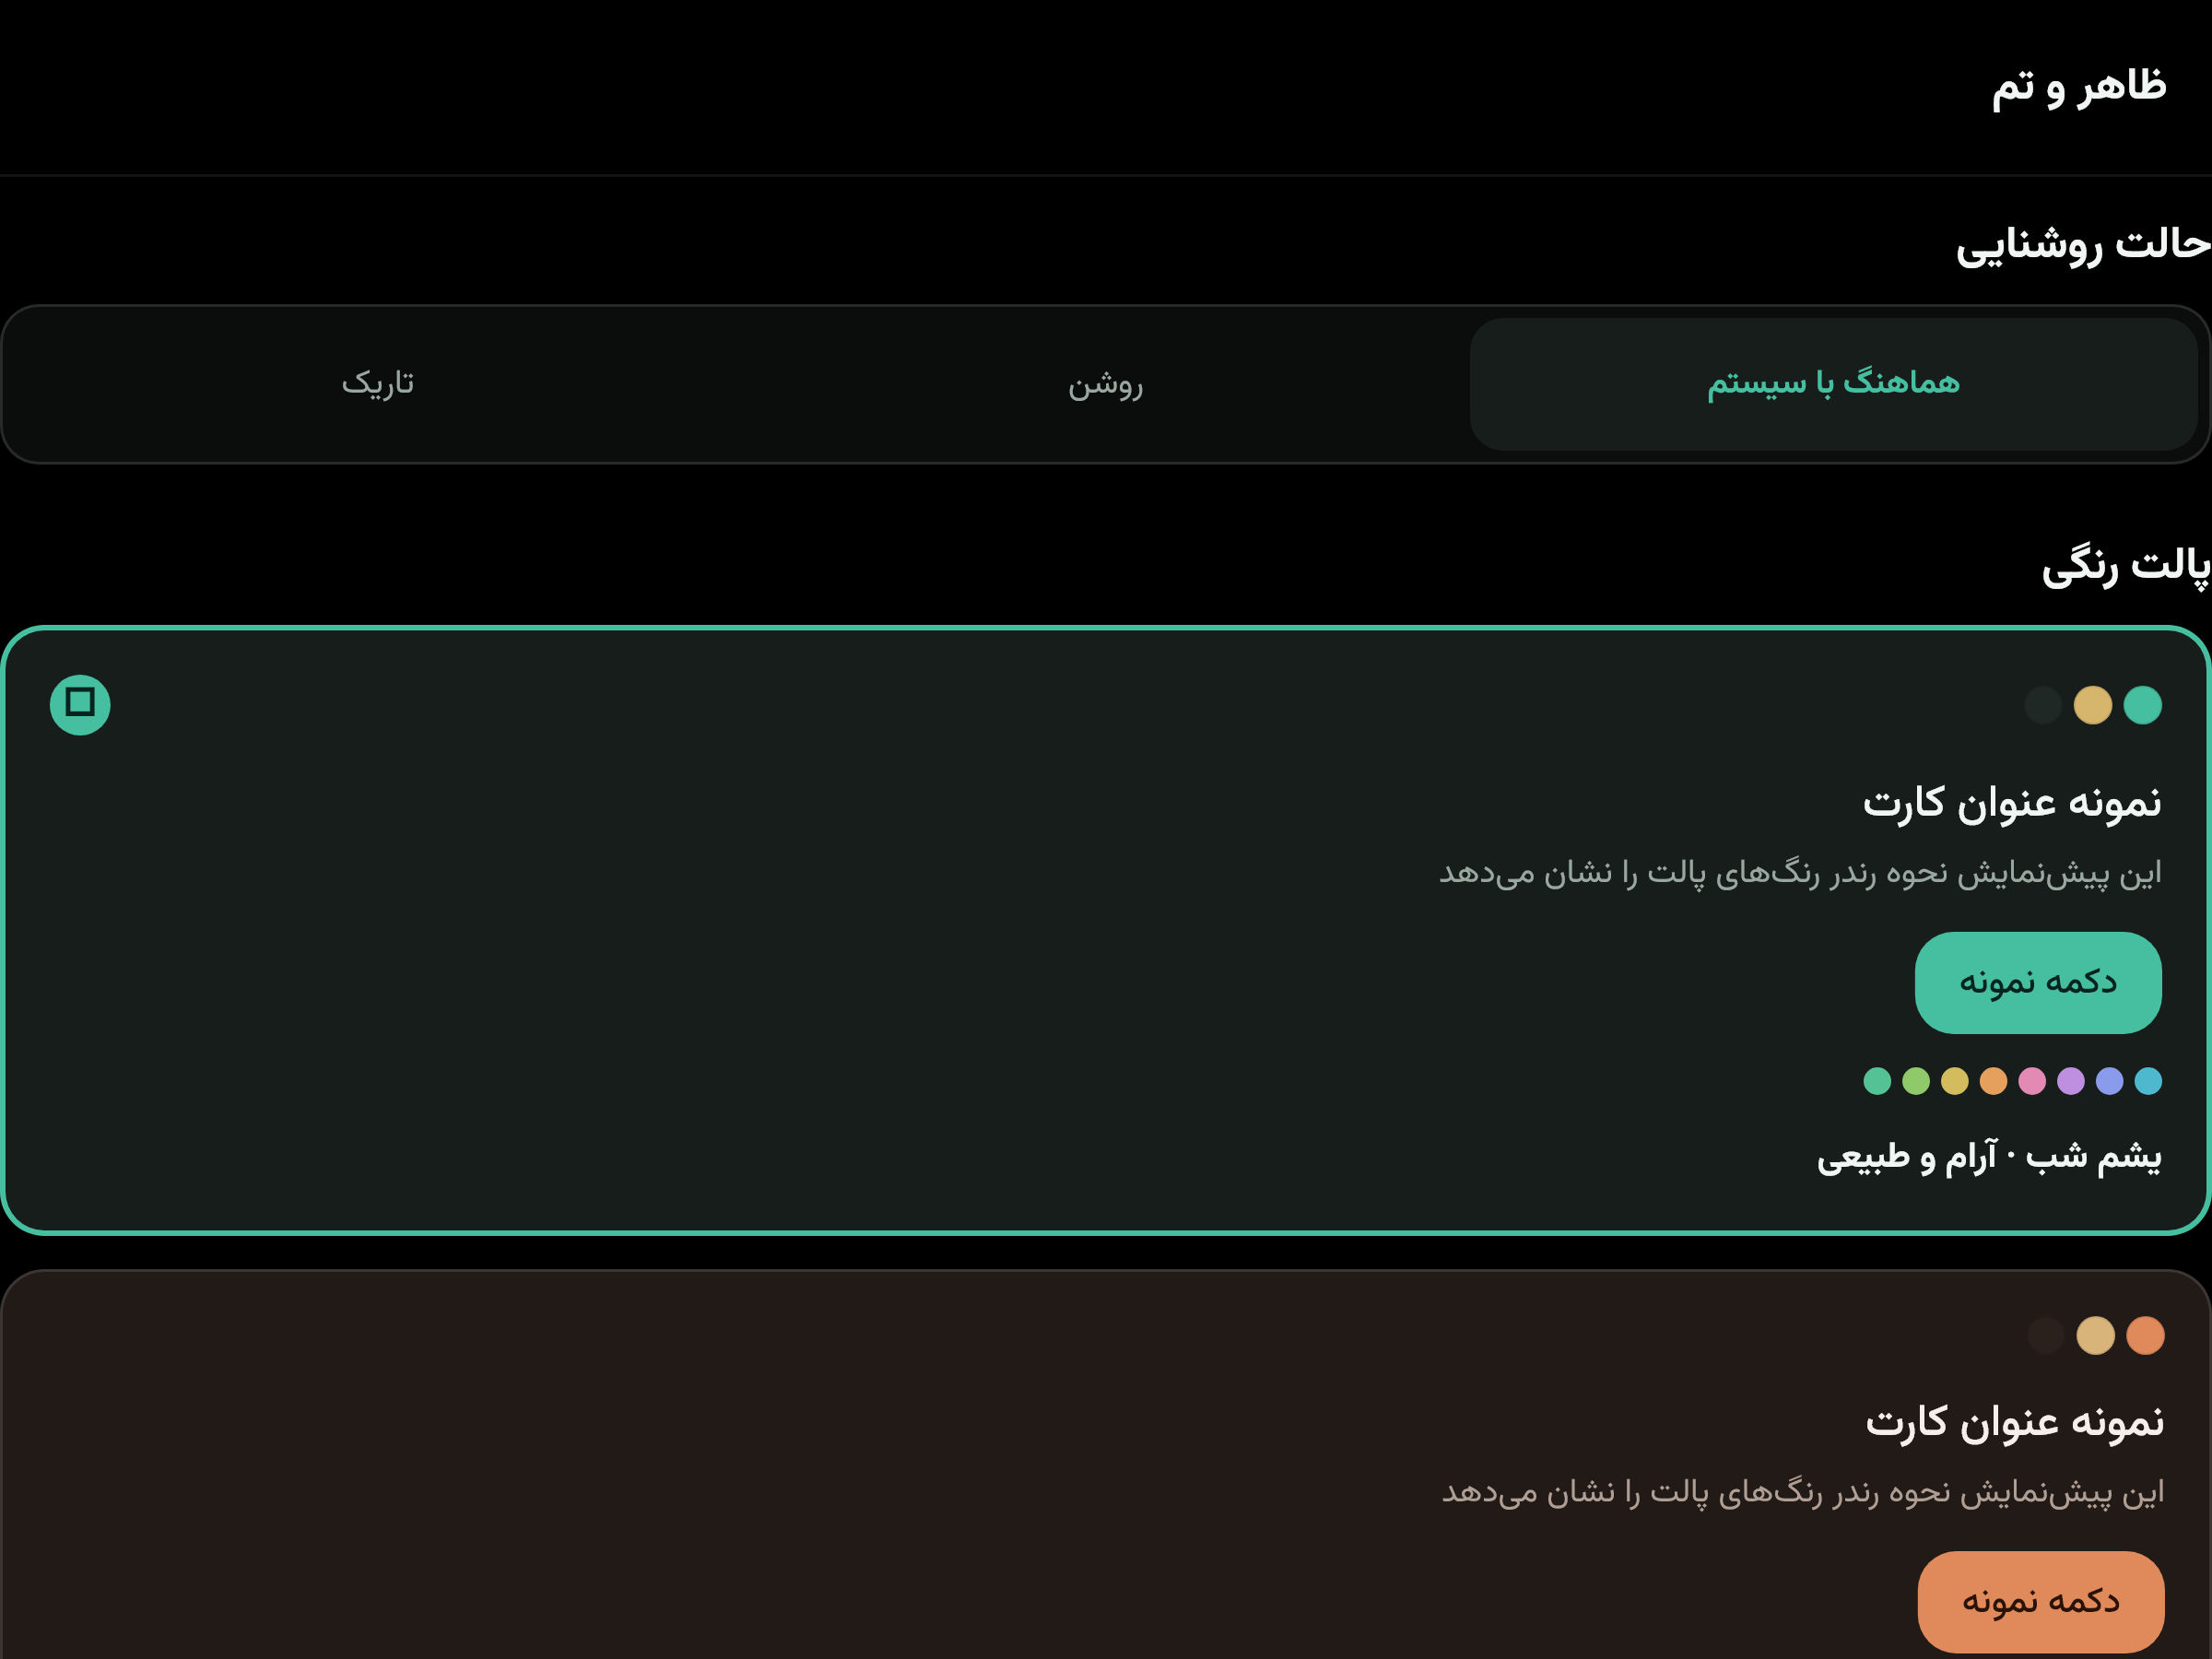 ظاهر و تم
حالت روشنایی
هماهنگ با سیستم
روشن
تاریک
پالت رنگی
نمونه عنوان کارت
این پیش‌نمایش نحوه رندر رنگ‌های پالت را نشان می‌دهد
دکمه نمونه
یشم شب · آرام و طبیعی
نمونه عنوان کارت
این پیش‌نمایش نحوه رندر رنگ‌های پالت را نشان می‌دهد
دکمه نمونه